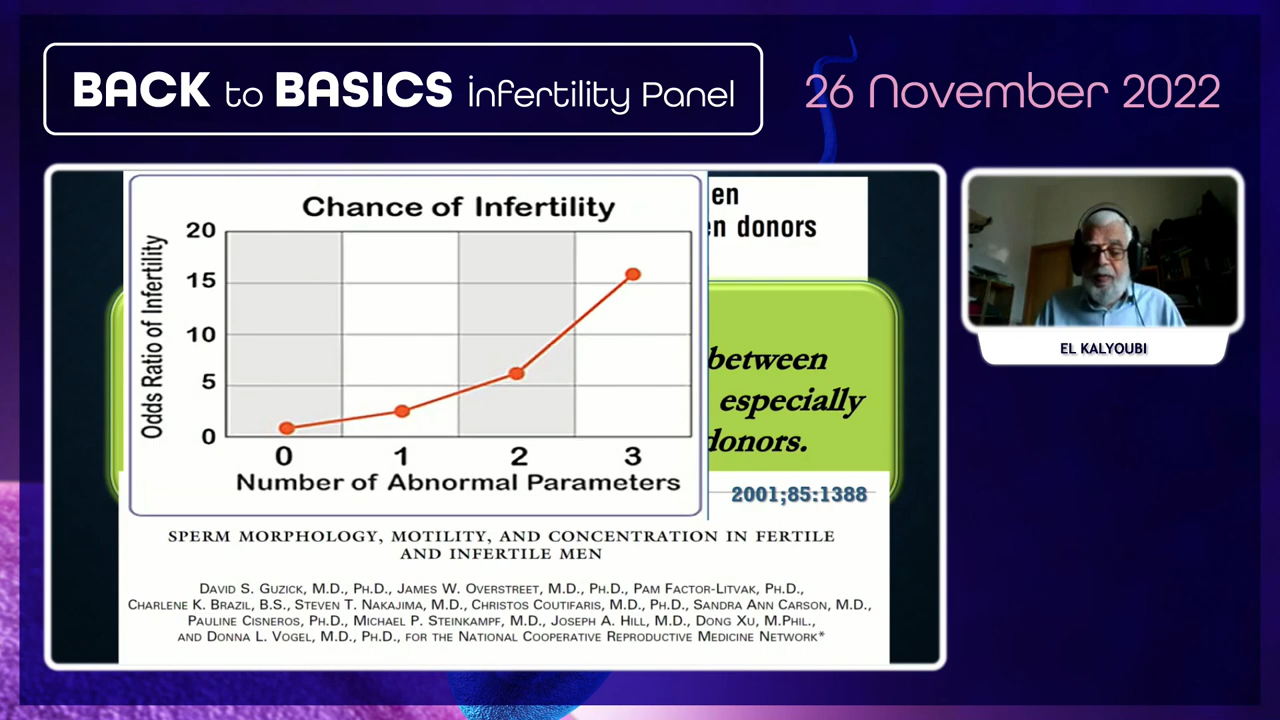 BACK to BASICS infertility Panel
26 November 2022
Chance of Infertility
Odds Ratio of Infertility
20
15
10
5
0
0 1 2 3
Number of Abnormal Parameters
en
en donors
between
especially
donors.
2001;85:1388
SPERM MORPHOLOGY, MOTILITY, AND CONCENTRATION IN FERTILE
AND INFERTILE MEN
DAVID S. GUZICK, M.D., PH.D., JAMES W. OVERSTREET, M.D., PH.D., PAM FACTOR-LITVAK, PH.D.,
CHARLENE K. BRAZIL, B.S., STEVEN T. NAKAJIMA, M.D., CHRISTOS COUTIFARIS, M.D., PH.D., SANDRA ANN CARSON, M.D.,
PAULINE CISNEROS, PH.D., MICHAEL P. STEINKAMPF, M.D., JOSEPH A. HILL, M.D., DONG XU, M.PHIL.,
AND DONNA L. VOGEL, M.D., PH.D., FOR THE NATIONAL COOPERATIVE REPRODUCTIVE MEDICINE NETWORK*
EL KALYOUBI